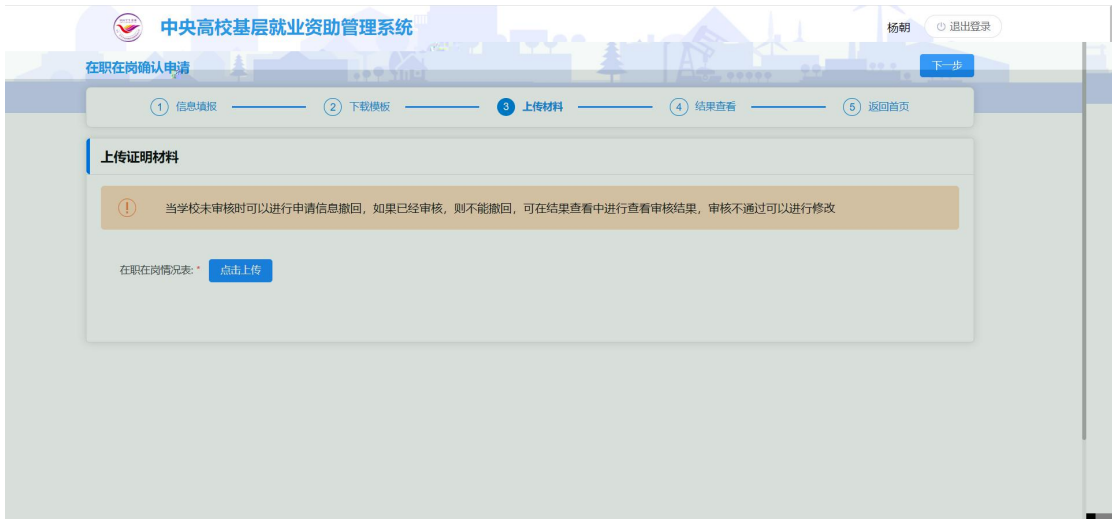 中央高校基层就业资助管理系统
杨朝 退出登录
在职在岗确认申请 下一步
1 信息填报 2 下载模板 3 上传材料 4 结果查看 5 返回首页
上传证明材料
当学校未审核时可以进行申请信息撤回，如果已经审核，则不能撤回，可在结果查看中进行查看审核结果，审核不通过可以进行修改
在职在岗情况表: * 点击上传